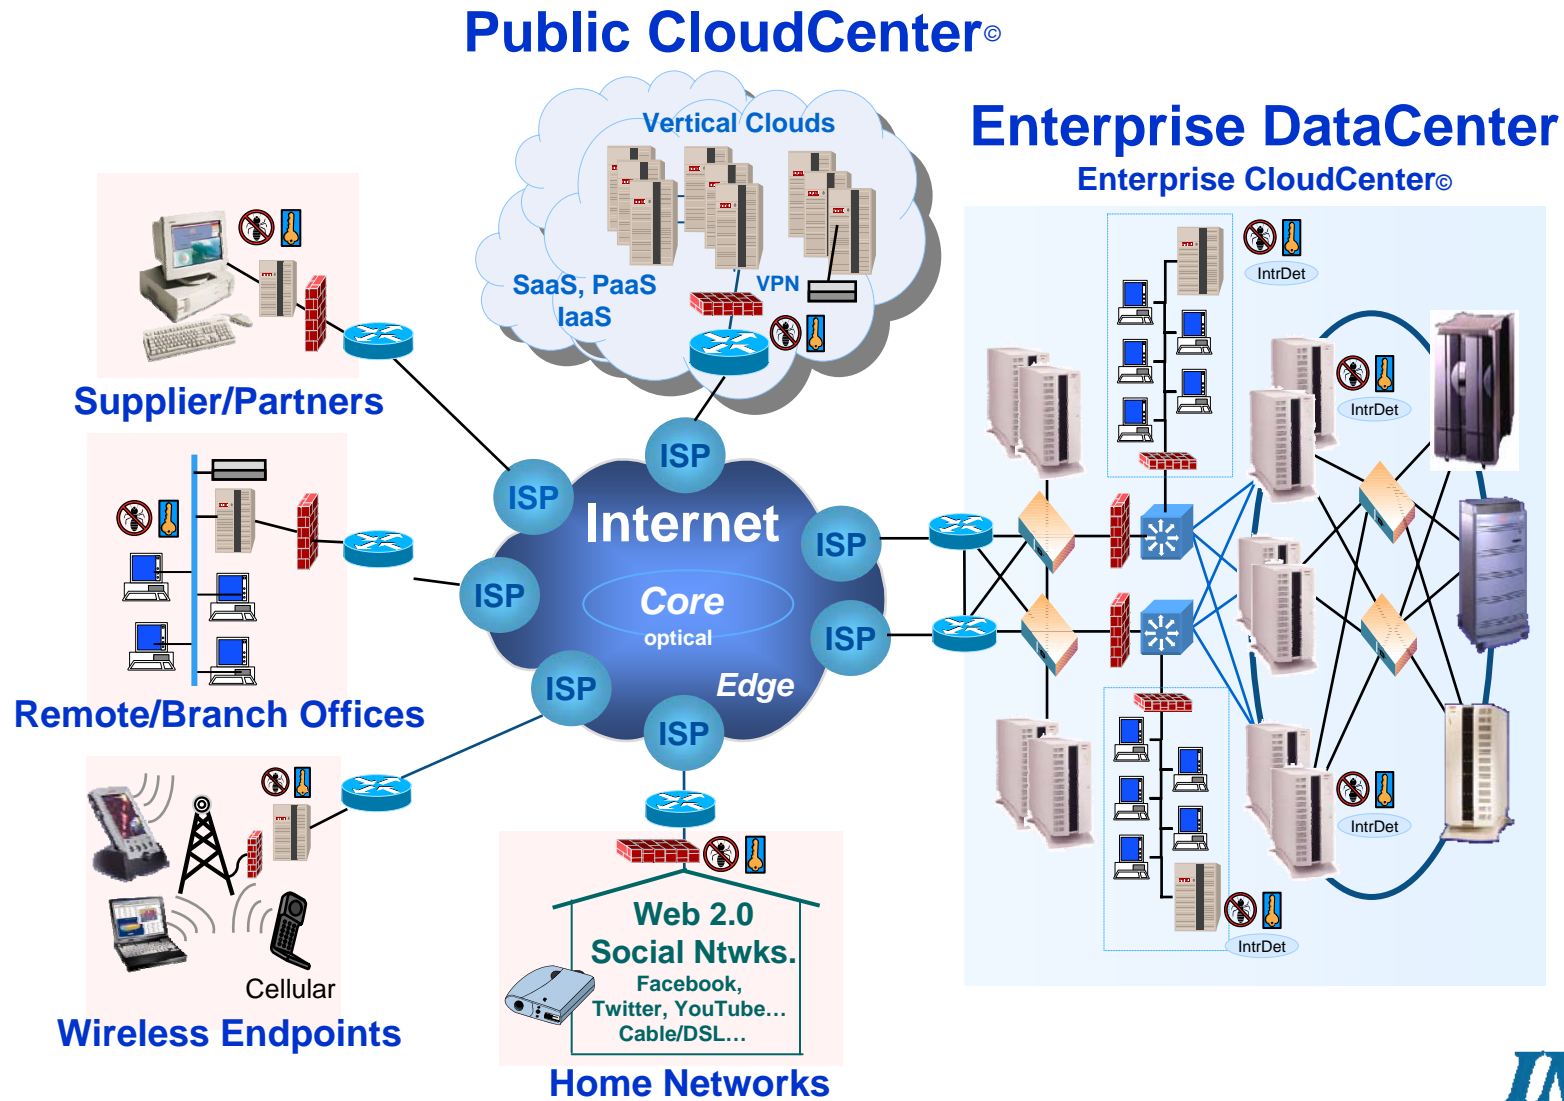 Public CloudCenter©
Enterprise DataCenter
Enterprise CloudCenter©
Vertical Clouds
SaaS, PaaS
IaaS
VPN
Supplier/Partners
Remote/Branch Offices
Cellular
Wireless Endpoints
ISP
ISP
ISP
ISP
ISP
ISP
ISP
Internet
Core
optical
Edge
Web 2.0
Social Ntwks.
Facebook,
Twitter, YouTube…
Cable/DSL…
Home Networks
IntrDet
IntrDet
IntrDet
IntrDet